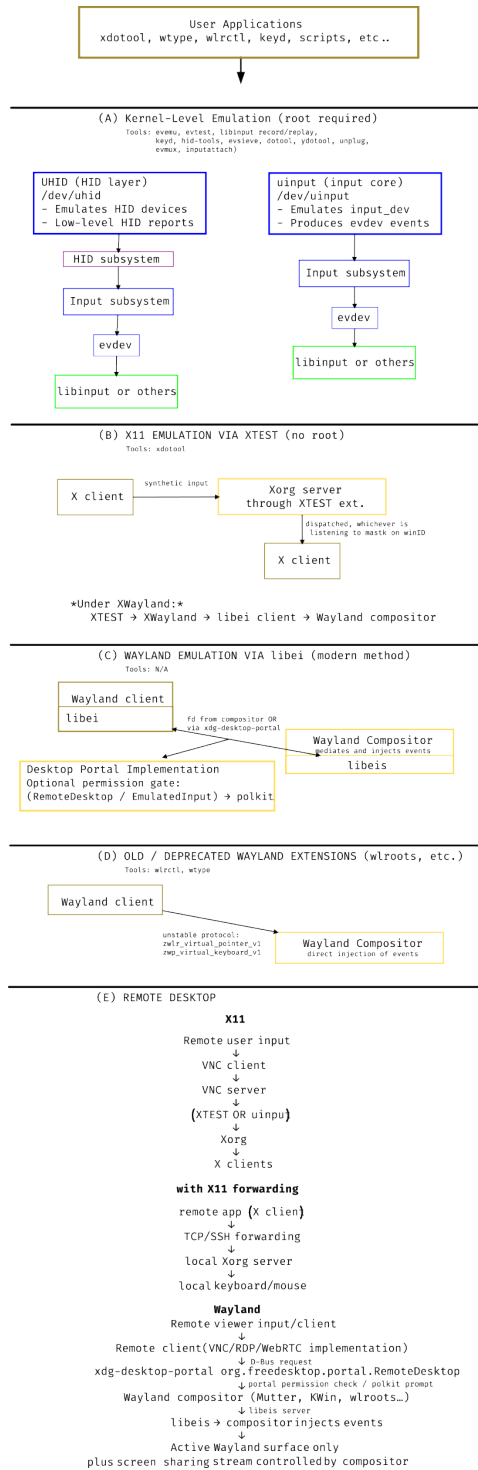 User Applications
xdotool, wtype, wlrctl, keyd, scripts, etc..
(A) Kernel-Level Emulation (root required)
Tools: evemu, evtest, libinput record/replay,
keyd, hid-tools, evsieve, dotool, ydotool, unplug,
evmux, inputattach)
UHID (HID layer)
/dev/uhid
- Emulates HID devices
- Low-level HID reports
HID subsystem
Input subsystem
evdev
libinput or others
uinput (input core)
/dev/uinput
- Emulates input_dev
- Produces evdev events
Input subsystem
evdev
libinput or others
(B) X11 EMULATION VIA XTEST (no root)
Tools: xdotool
X client
synthetic input
Xorg server
through XTEST ext.
dispatched, whichever is
listening to mastk on winID
X client
*Under XWayland:*
XTEST → XWayland → libei client → Wayland compositor
(C) WAYLAND EMULATION VIA libei (modern method)
Tools: N/A
Wayland client
libei
fd from compositor OR
via xdg-desktop-portal
Wayland Compositor
mediates and injects events
libeis
Desktop Portal Implementation
Optional permission gate:
(RemoteDesktop / EmulatedInput) → polkit
(D) OLD / DEPRECATED WAYLAND EXTENSIONS (wlroots, etc.)
Tools: wlrctl, wtype
Wayland client
unstable protocol:
zwlr_virtual_pointer_v1
zwp_virtual_keyboard_v1
Wayland Compositor
direct injection of events
(E) REMOTE DESKTOP
X11
Remote user input
↓
VNC client
↓
VNC server
↓
(XTEST OR uinput)
↓
Xorg
↓
X clients
with X11 forwarding
remote app (X client)
↓
TCP/SSH forwarding
↓
local Xorg server
↓
local keyboard/mouse
Wayland
Remote viewer input/client
↓
Remote client(VNC/RDP/WebRTC implementation)
↓ D-Bus request
xdg-desktop-portal org.freedesktop.portal.RemoteDesktop
↓ portal permission check / polkit prompt
Wayland compositor (Mutter, KWin, wlroots…)
↓ libeis server
libeis → compositor injects events
↓
Active Wayland surface only
plus screen sharing stream controlled by compositor